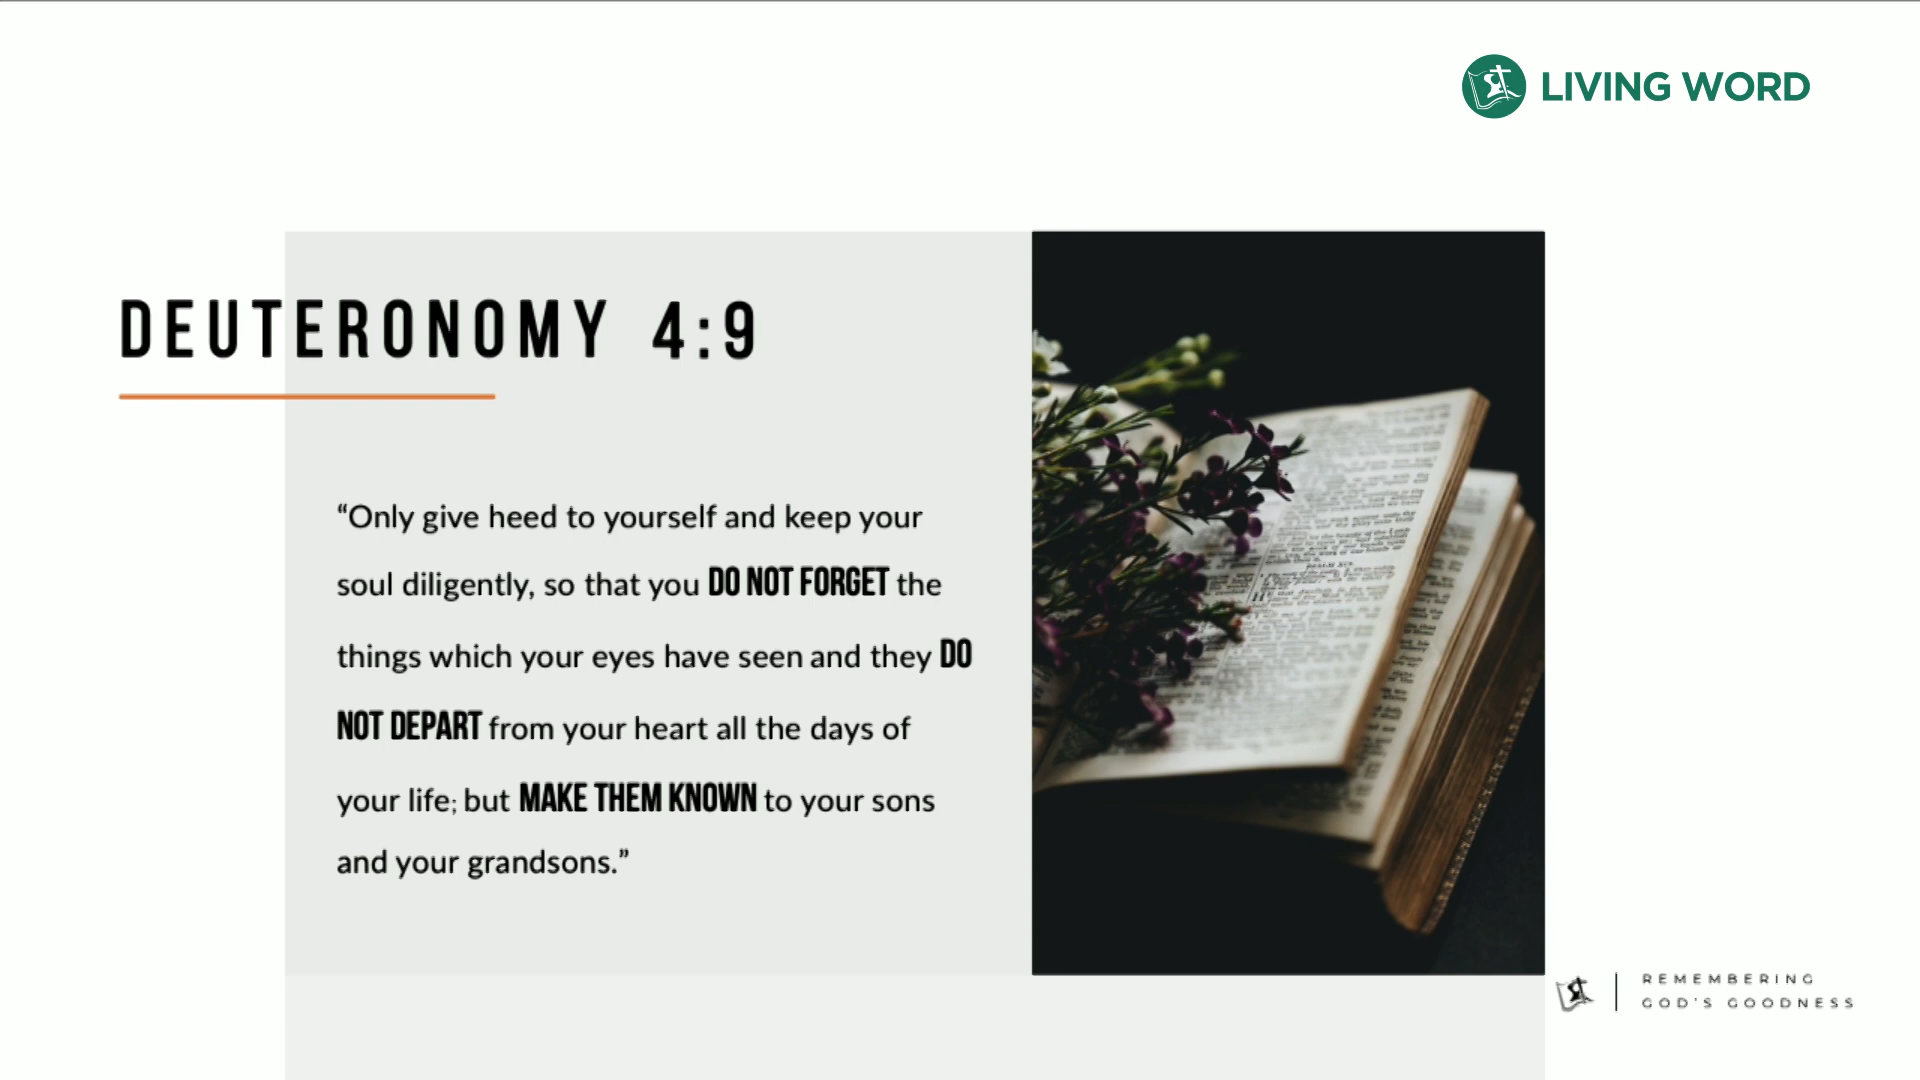 LIVING WORD
DEUTERONOMY 4:9
“Only give heed to yourself and keep your
soul diligently, so that you DO NOT FORGET the
things which your eyes have seen and they DO
NOT DEPART from your heart all the days of
your life; but MAKE THEM KNOWN to your sons
and your grandsons.”
REMEMBERING
GOD'S GOODNESS